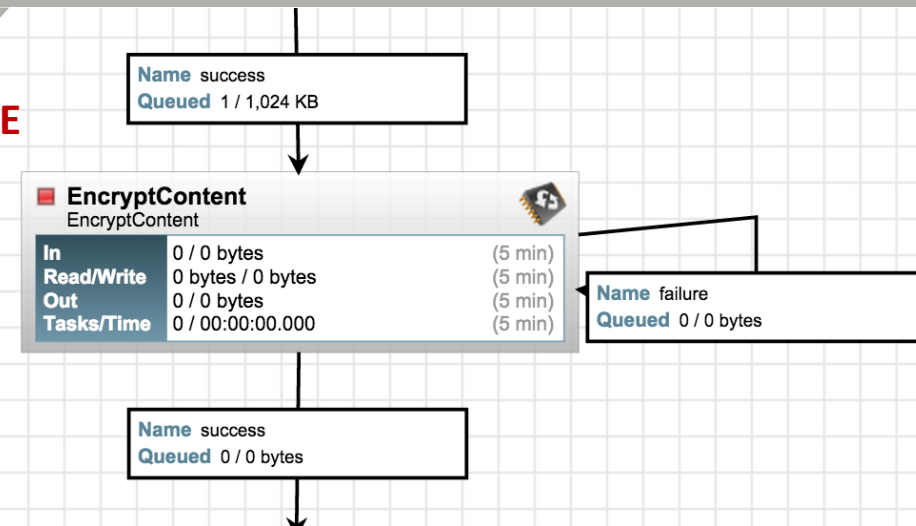 Name success
Queued 1 / 1,024 KB
E
EncryptContent
EncryptContent
In 0 / 0 bytes (5 min)
Read/Write 0 bytes / 0 bytes (5 min)
Out 0 / 0 bytes (5 min)
Tasks/Time 0 / 00:00:00.000 (5 min)
Name failure
Queued 0 / 0 bytes
Name success
Queued 0 / 0 bytes